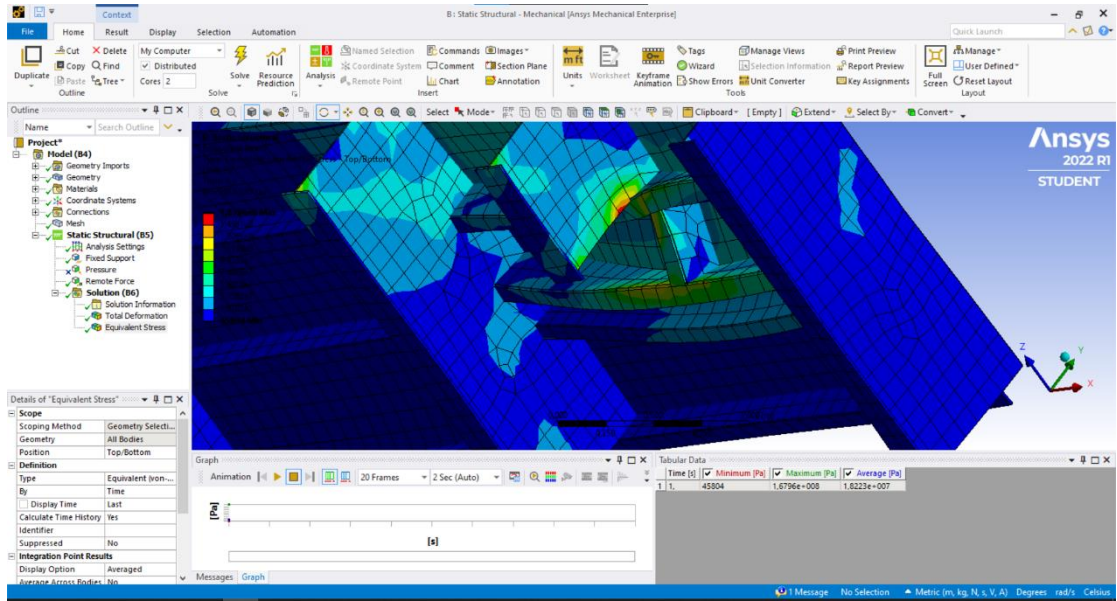 Context
B: Static Structural - Mechanical [Ansys Mechanical Enterprise]
File Home Result Display Selection Automation
Quick Launch
Duplicate
Cut
Copy
Paste
Delete
Find
Tree
Outline
My Computer
Distributed
Cores 2
Solve
Resource Prediction
Solve
Analysis
Named Selection
Coordinate System
Remote Point
Commands
Comment
Chart
Images
Section Plane
Annotation
Insert
Units
Worksheet
Keyframe Animation
Tags
Wizard
Show Errors
Manage Views
Selection Information
Unit Converter
Print Preview
Report Preview
Key Assignments
Tools
Full Screen
Manage
User Defined
Reset Layout
Layout
Outline
Select Mode Clipboard [Empty] Extend Select By Convert
Name Search Outline
Project*
Model (B4)
Geometry Imports
Geometry
Materials
Coordinate Systems
Connections
Mesh
Static Structural (B5)
Analysis Settings
Fixed Support
Pressure
Remote Force
Solution (B6)
Solution Information
Total Deformation
Equivalent Stress
Top/Bottom
Ansys
2022 R1
STUDENT
Z
Y
X
Details of "Equivalent Stress"
Scope
Scoping Method Geometry Selecti...
Geometry All Bodies
Position Top/Bottom
Definition
Type Equivalent (von-...
By Time
Display Time Last
Calculate Time History Yes
Identifier
Suppressed No
Integration Point Results
Display Option Averaged
Average Across Bodies No
Graph
Animation 20 Frames 2 Sec (Auto)
[Pa]
[s]
Messages Graph
Tabular Data
Time [s] Minimum [Pa] Maximum [Pa] Average [Pa]
1 1, 45804 1,6796e+008 1,8223e+007
1 Message No Selection Metric (m, kg, N, s, V, A) Degrees rad/s Celsius